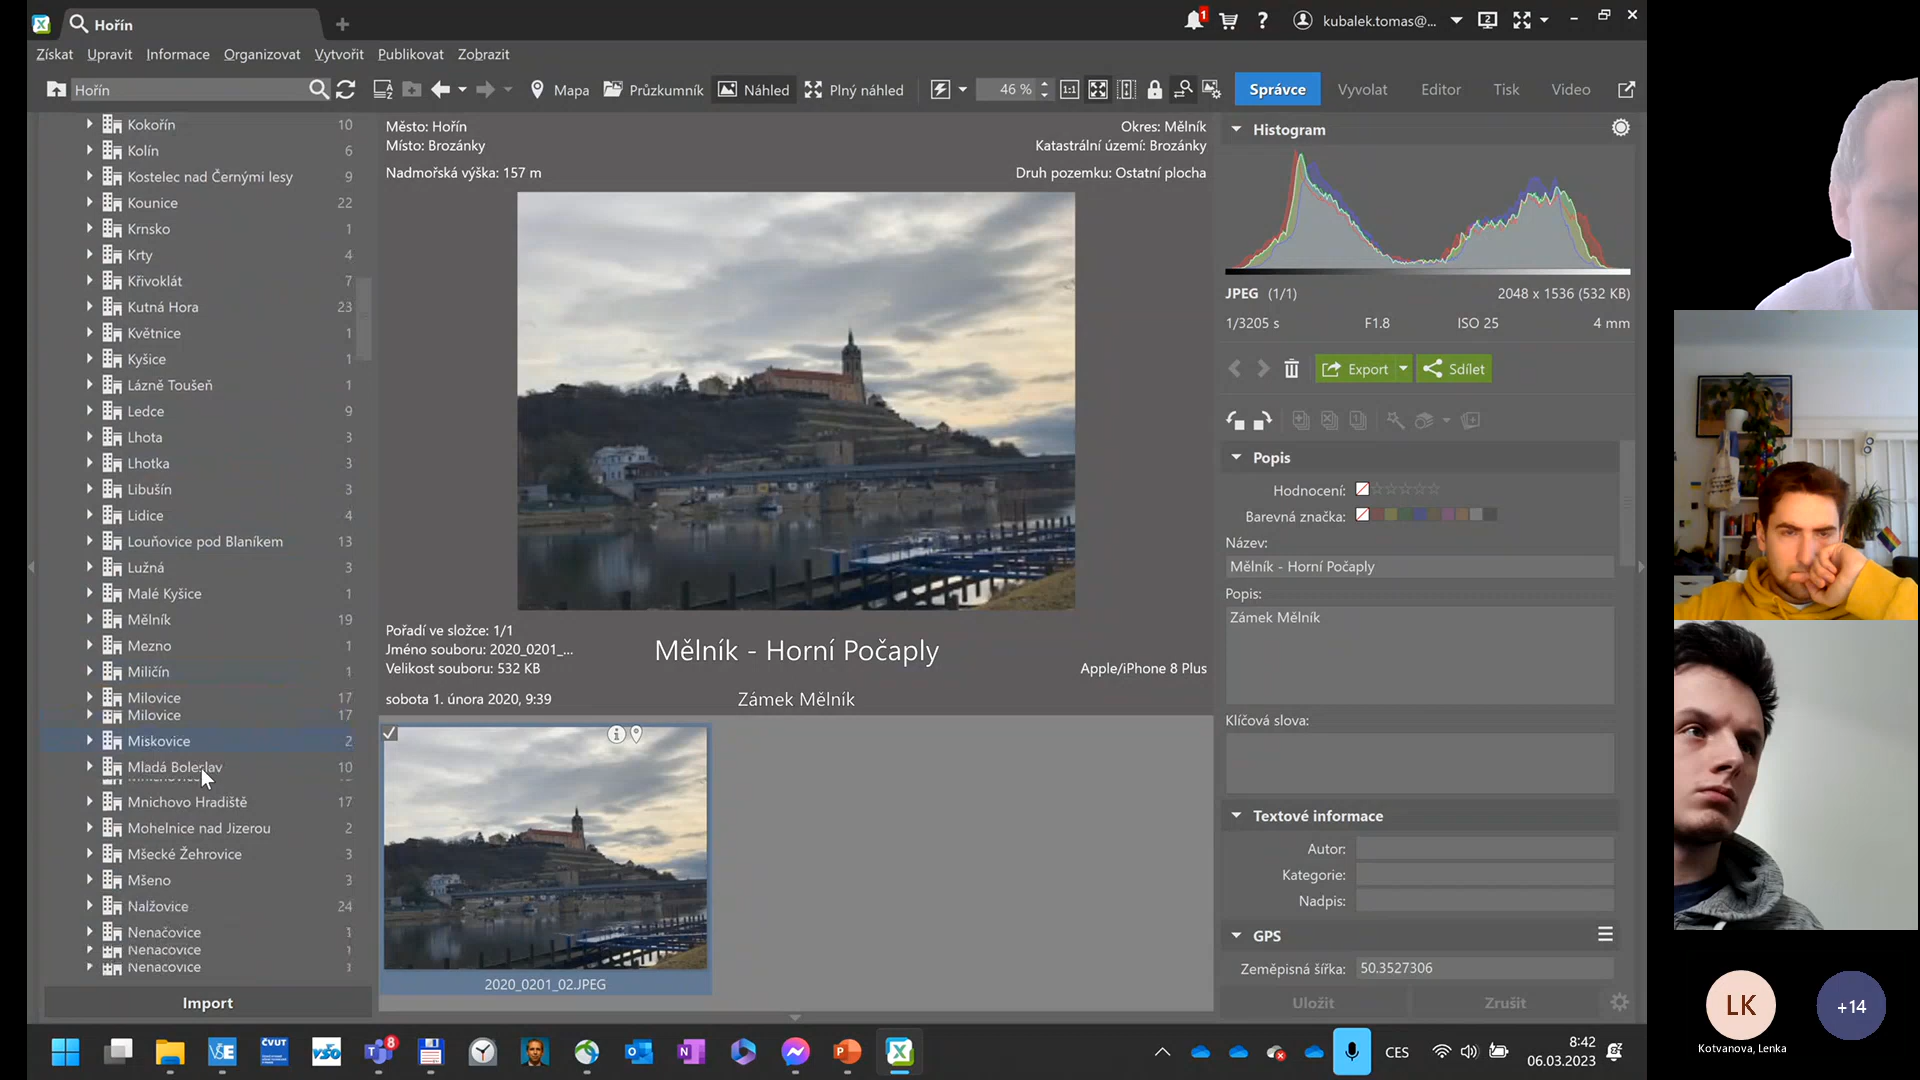 Hořín
kubalek.tomas@...
Získat Upravit Informace Organizovat Vytvořit Publikovat Zobrazit
Hořín
Mapa Průzkumník Náhled Plný náhled 46 % 1:1 Správce Vyvolat Editor Tisk Video
Kokořín 10
Kolín 6
Kostelec nad Černými lesy 9
Kounice 22
Krnsko 1
Krty 4
Křivoklát 7
Kutná Hora 23
Květnice 1
Kyšice 1
Lázně Toušeň 1
Ledce 9
Lhota 3
Lhotka 3
Libušín 3
Lidice 4
Louňovice pod Blaníkem 13
Lužná 3
Malé Kyšice 1
Mělník 19
Mezno 1
Miličín 1
Milovice 17
Milovice 17
Miskovice 2
Mladá Boleslav 10
Mnichovo Hradiště 17
Mohelnice nad Jizerou 2
Mšecké Žehrovice 3
Mšeno 3
Nalžovice 24
Nenačovice
Import
Město: Hořín
Místo: Brozánky
Nadmořská výška: 157 m
Okres: Mělník
Katastrální území: Brozánky
Druh pozemku: Ostatní plocha
Pořadí ve složce: 1/1
Jméno souboru: 2020_0201_...
Velikost souboru: 532 KB
Mělník - Horní Počaply
Apple/iPhone 8 Plus
sobota 1. února 2020, 9:39
Zámek Mělník
2020_0201_02.JPEG
Histogram
JPEG (1/1) 2048 x 1536 (532 KB)
1/3205 s F1.8 ISO 25 4 mm
Export Sdílet
Popis
Hodnocení:
Barevná značka:
Název:
Mělník - Horní Počaply
Popis:
Zámek Mělník
Klíčová slova:
Textové informace
Autor:
Kategorie:
Nadpis:
GPS
Zeměpisná šířka: 50.3527306
Uložit Zrušit
CES
8:42
06.03.2023
LK
+14
Kotvanova, Lenka